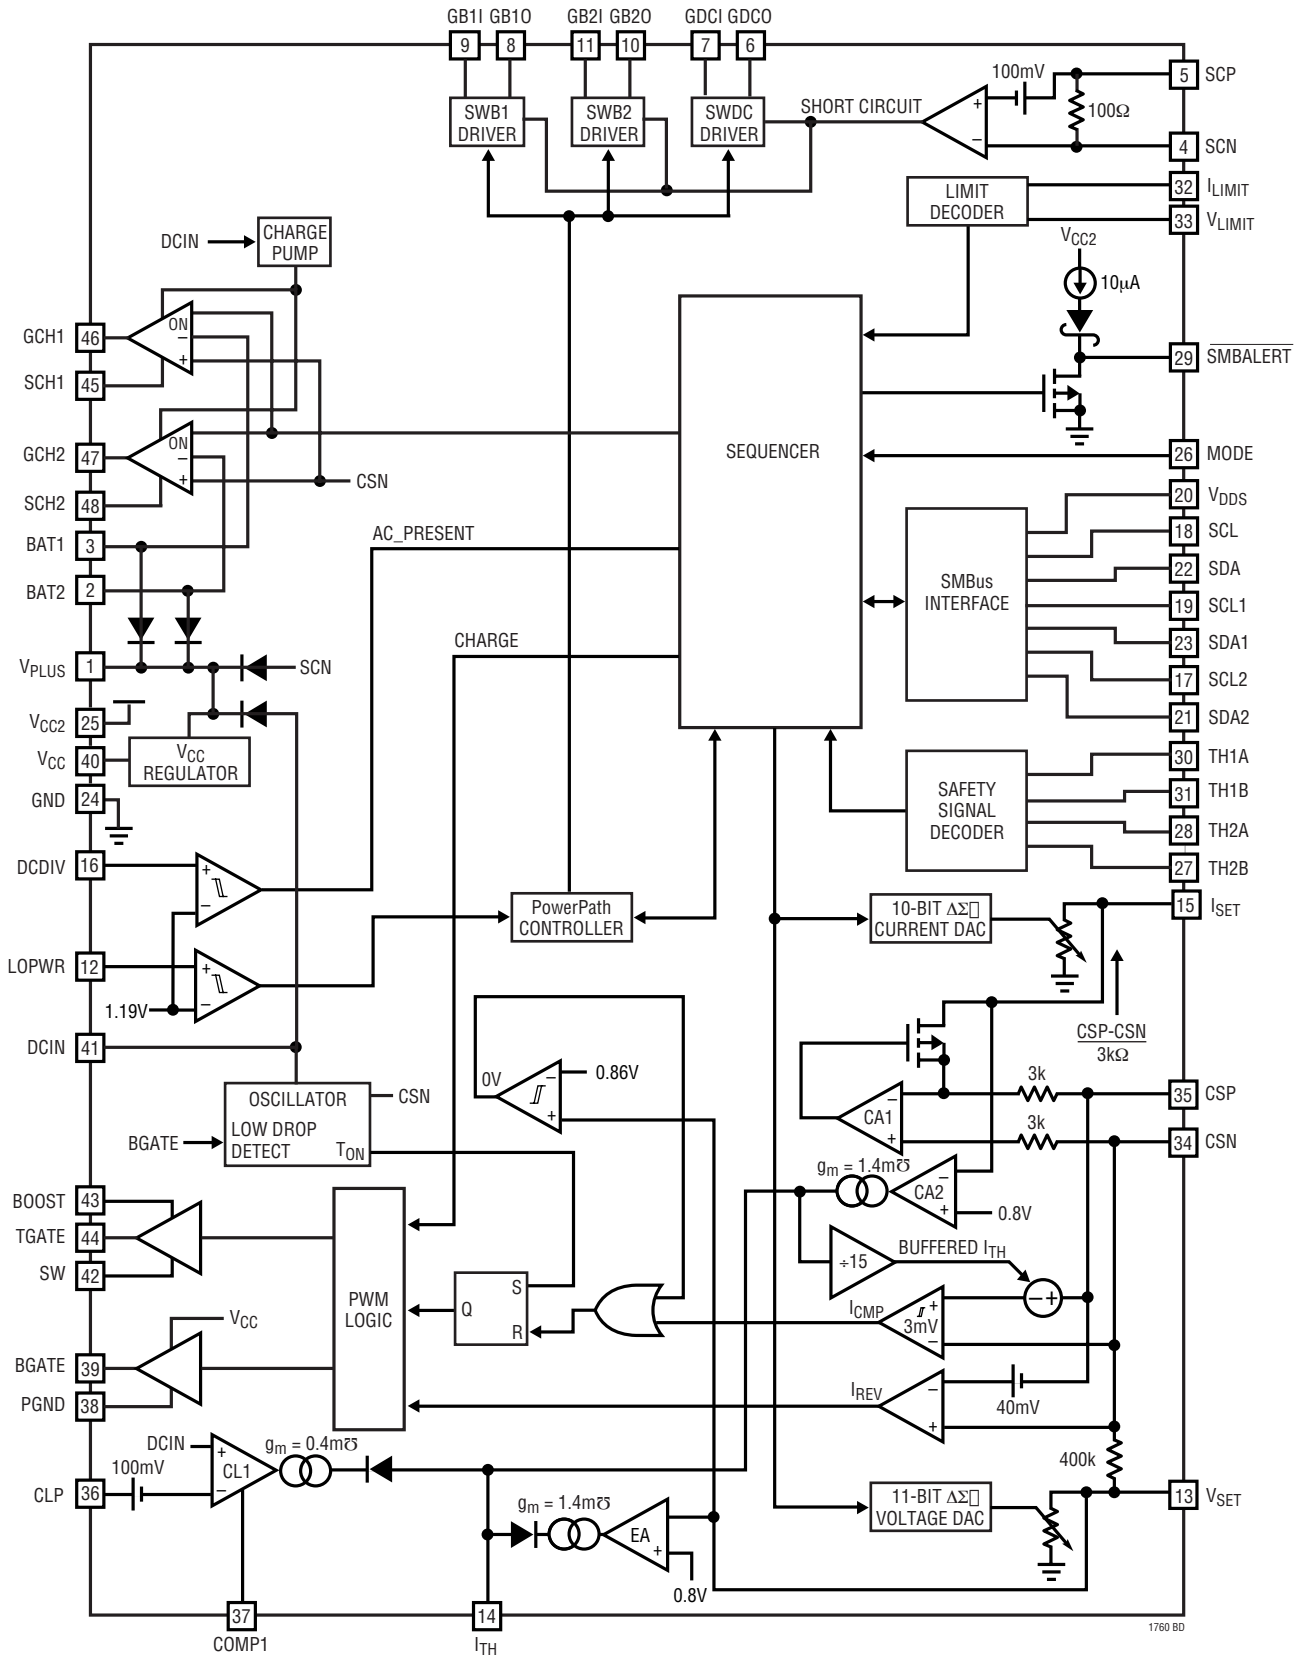 GB1I GB1O GB2I GB2O GDCI GDCO
9 8 11 10 7 6
SWB1
DRIVER
SWB2
DRIVER
SWDC
DRIVER
SHORT CIRCUIT
+
−
100mV
100Ω
5 SCP
4 SCN
LIMIT
DECODER
32 ILIMIT
33 VLIMIT
VCC2
10µA
29 SMBALERT
DCIN
CHARGE
PUMP
GCH1 46
ON
−
+
SCH1 45
GCH2 47
ON
−
+
CSN
SCH2 48
BAT1 3
BAT2 2
VPLUS 1
SCN
VCC2 25
VCC 40
VCC
REGULATOR
GND 24
AC_PRESENT
CHARGE
SEQUENCER
26 MODE
SMBus
INTERFACE
20 VDDS
18 SCL
22 SDA
19 SCL1
23 SDA1
17 SCL2
21 SDA2
SAFETY
SIGNAL
DECODER
30 TH1A
31 TH1B
28 TH2A
27 TH2B
DCDIV 16
+
−
LOPWR 12
+
−
1.19V
PowerPath
CONTROLLER
10-BIT ΔΣ
CURRENT DAC
15 ISET
CSP-CSN
3kΩ
DCIN 41
OSCILLATOR
LOW DROP
DETECT
TON
CSN
BGATE
0V
−
+
0.86V
CA1
−
+
3k
3k
35 CSP
34 CSN
gm = 1.4m℧
CA2
−
+
0.8V
÷15
BUFFERED ITH
−+
ICMP
+
3mV
−
IREV
−
+
40mV
BOOST 43
TGATE 44
SW 42
PWM
LOGIC
Q
S
R
VCC
BGATE 39
PGND 38
DCIN
100mV
CLP 36
+
CL1
−
gm = 0.4m℧
gm = 1.4m℧
EA
−
+
0.8V
11-BIT ΔΣ
VOLTAGE DAC
400k
13 VSET
37
COMP1
14
ITH
1760 BD